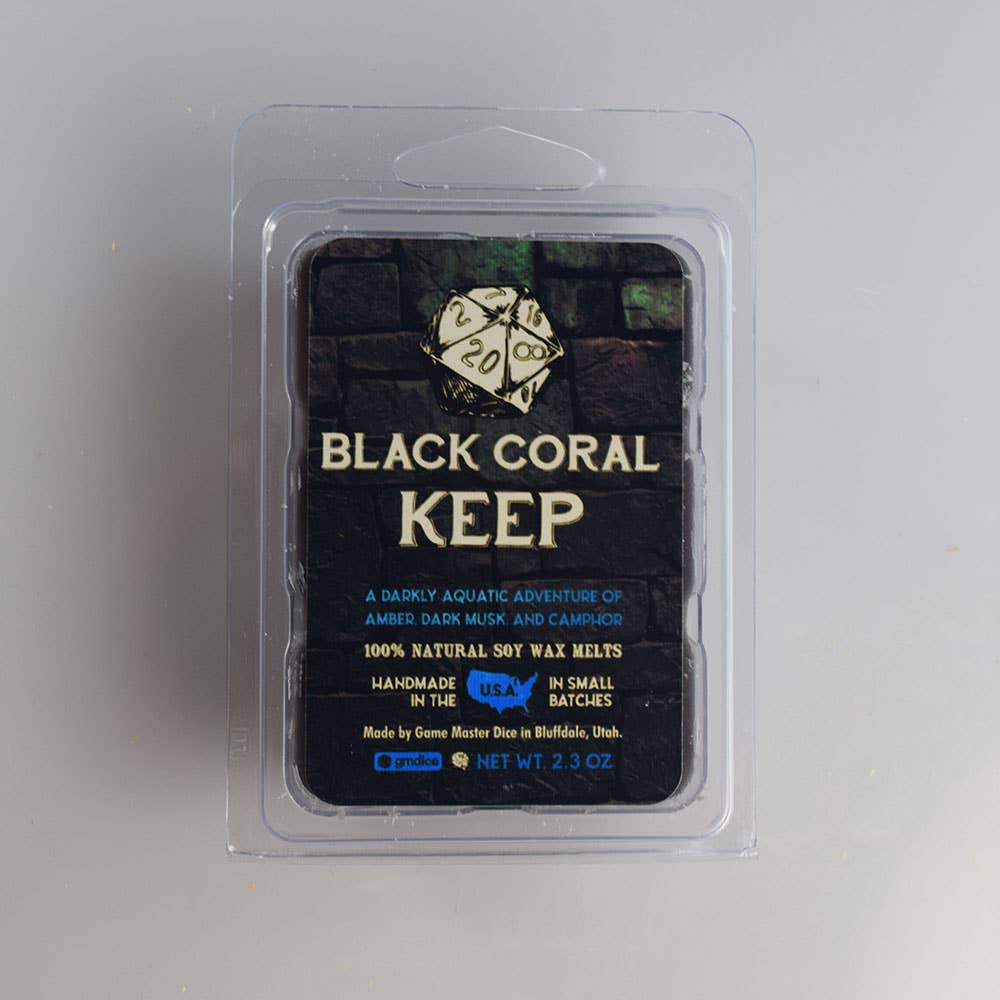 2 16
20 8
BLACK CORAL
KEEP
A DARKLY AQUATIC ADVENTURE OF
AMBER, DARK MUSK, AND CAMPHOR
100% NATURAL SOY WAX MELTS
HANDMADE IN THE U.S.A. IN SMALL BATCHES
Made by Game Master Dice in Bluffdale, Utah.
gmdice NET WT. 2.3 OZ